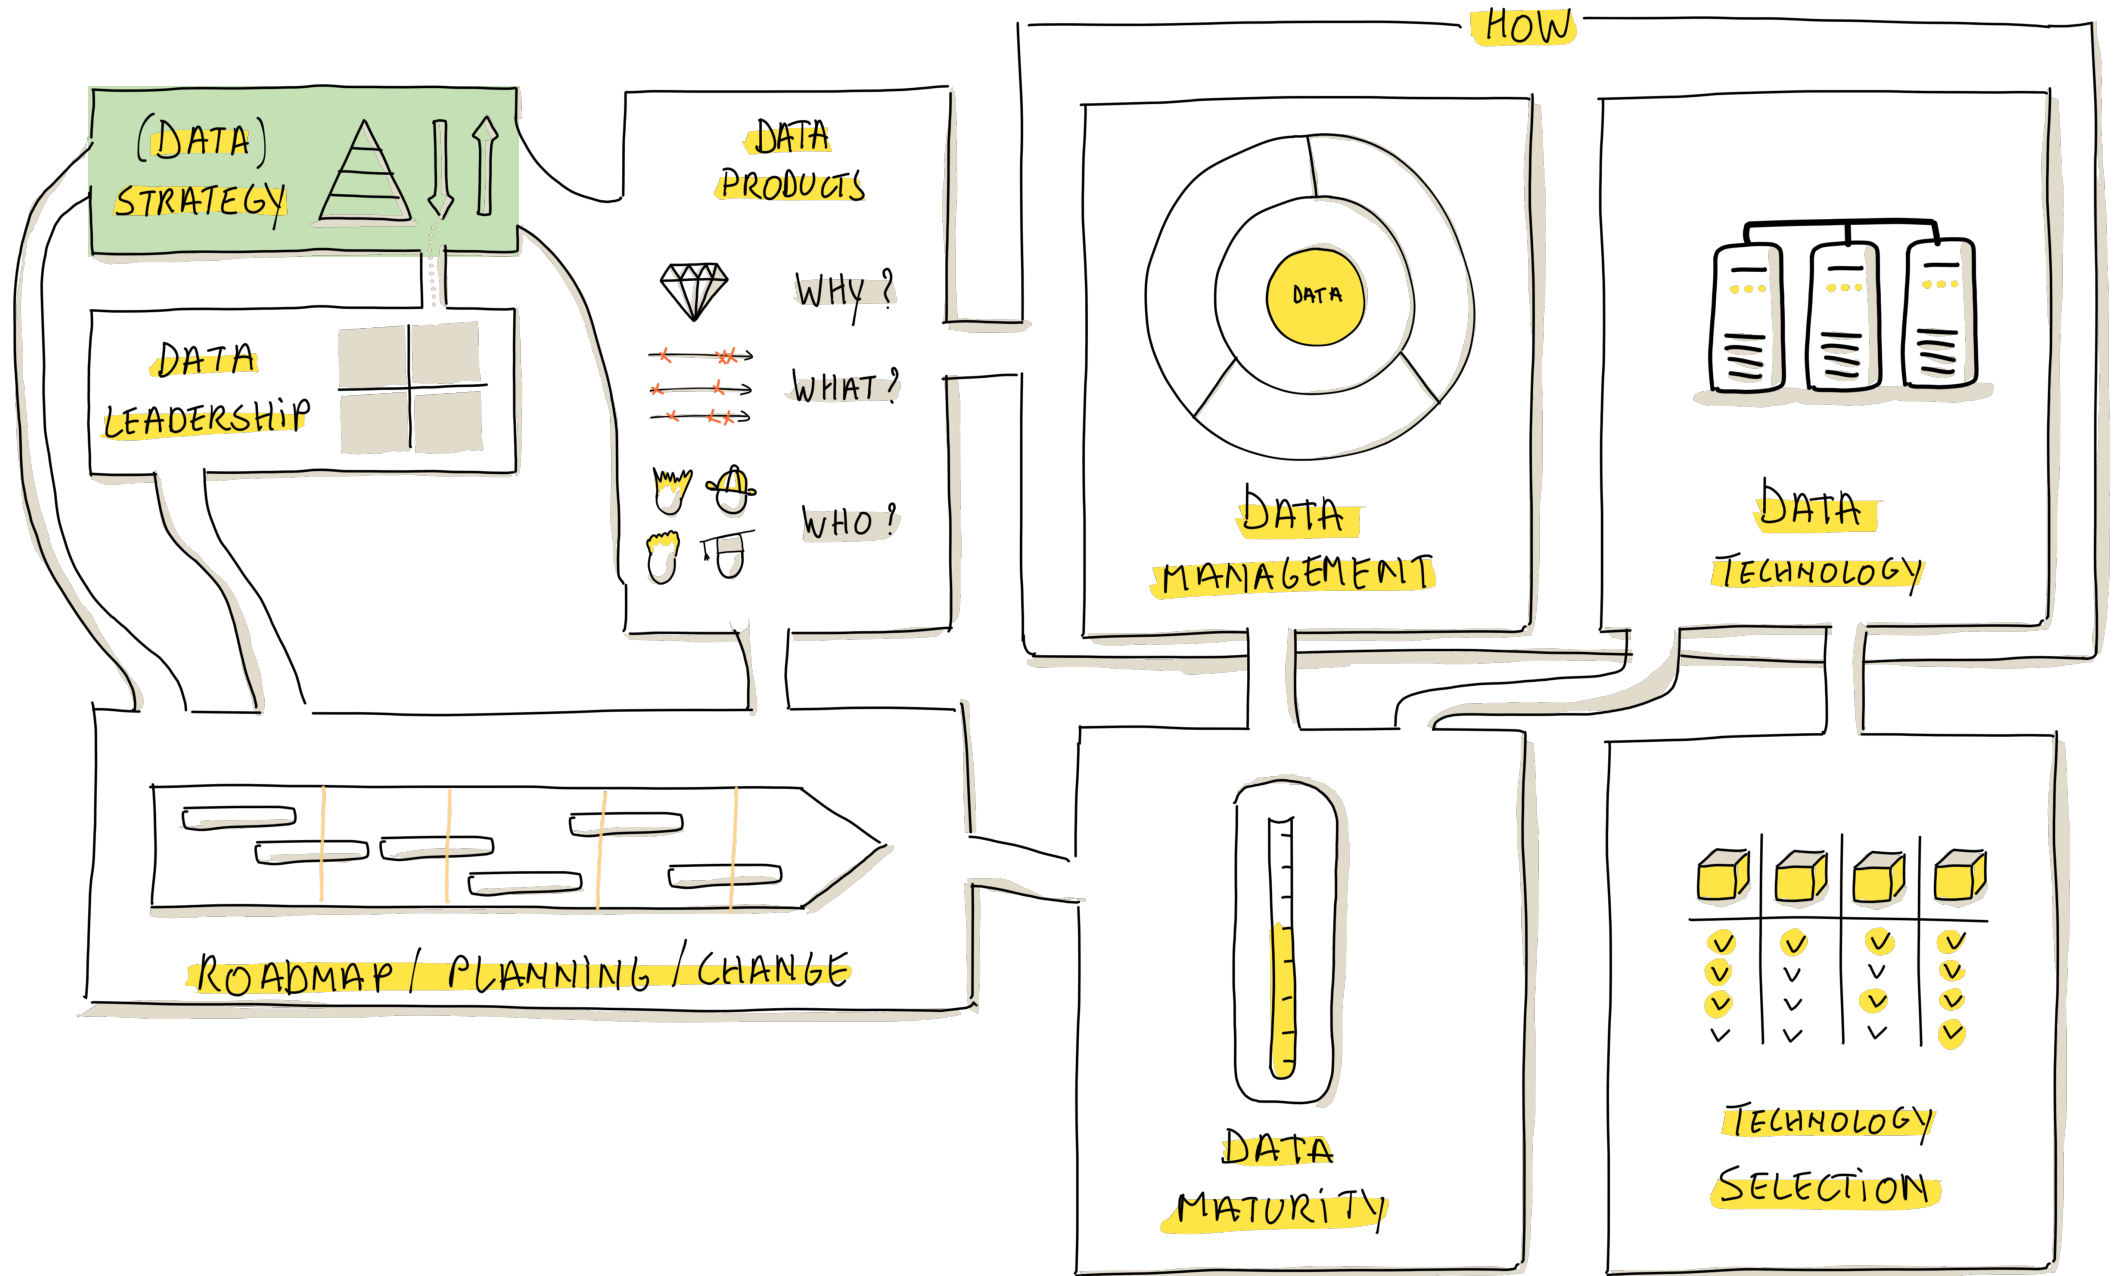 HOW
(DATA)
STRATEGY
DATA
LEADERSHIP
DATA
PRODUCTS
WHY?
WHAT?
WHO?
DATA
DATA
MANAGEMENT
DATA
TECHNOLOGY
ROADMAP / PLANNING / CHANGE
DATA
MATURITY
TECHNOLOGY
SELECTION